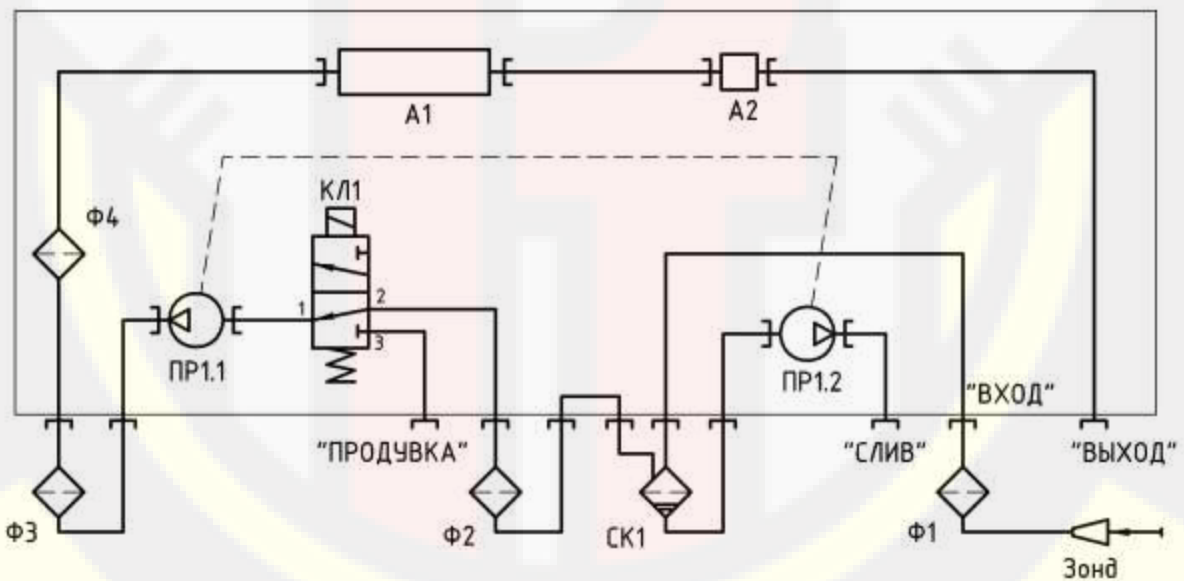 А1
А2
КЛ1
Ф4
1
2
3
ПР1.1
ПР1.2
"ВХОД"
"ПРОДУВКА"
"СЛИВ"
"ВЫХОД"
Ф3
Ф2
СК1
Ф1
Зонд